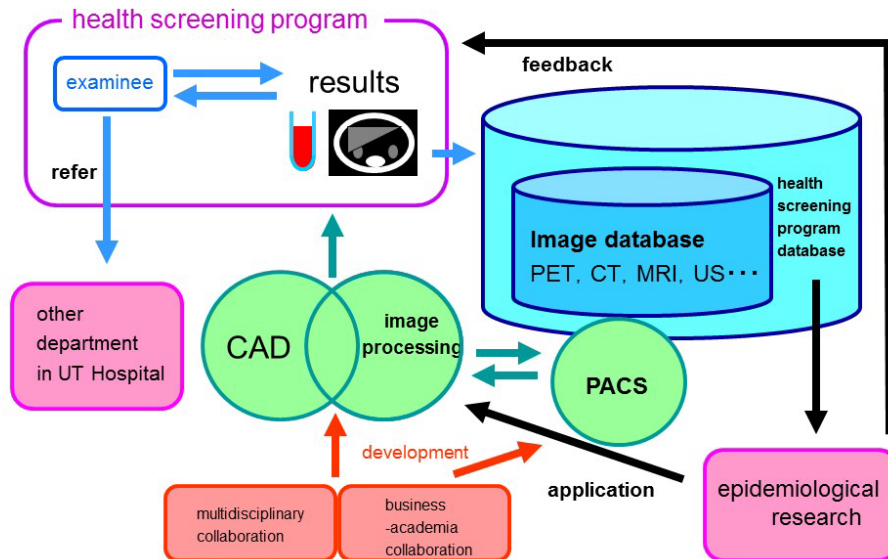 health screening program
examinee
results
feedback
refer
health
screening
program
database
Image database
PET, CT, MRI, US･･･
other
department
in UT Hospital
CAD
image
processing
PACS
development
application
multidisciplinary
collaboration
business
-academia
collaboration
epidemiological
research